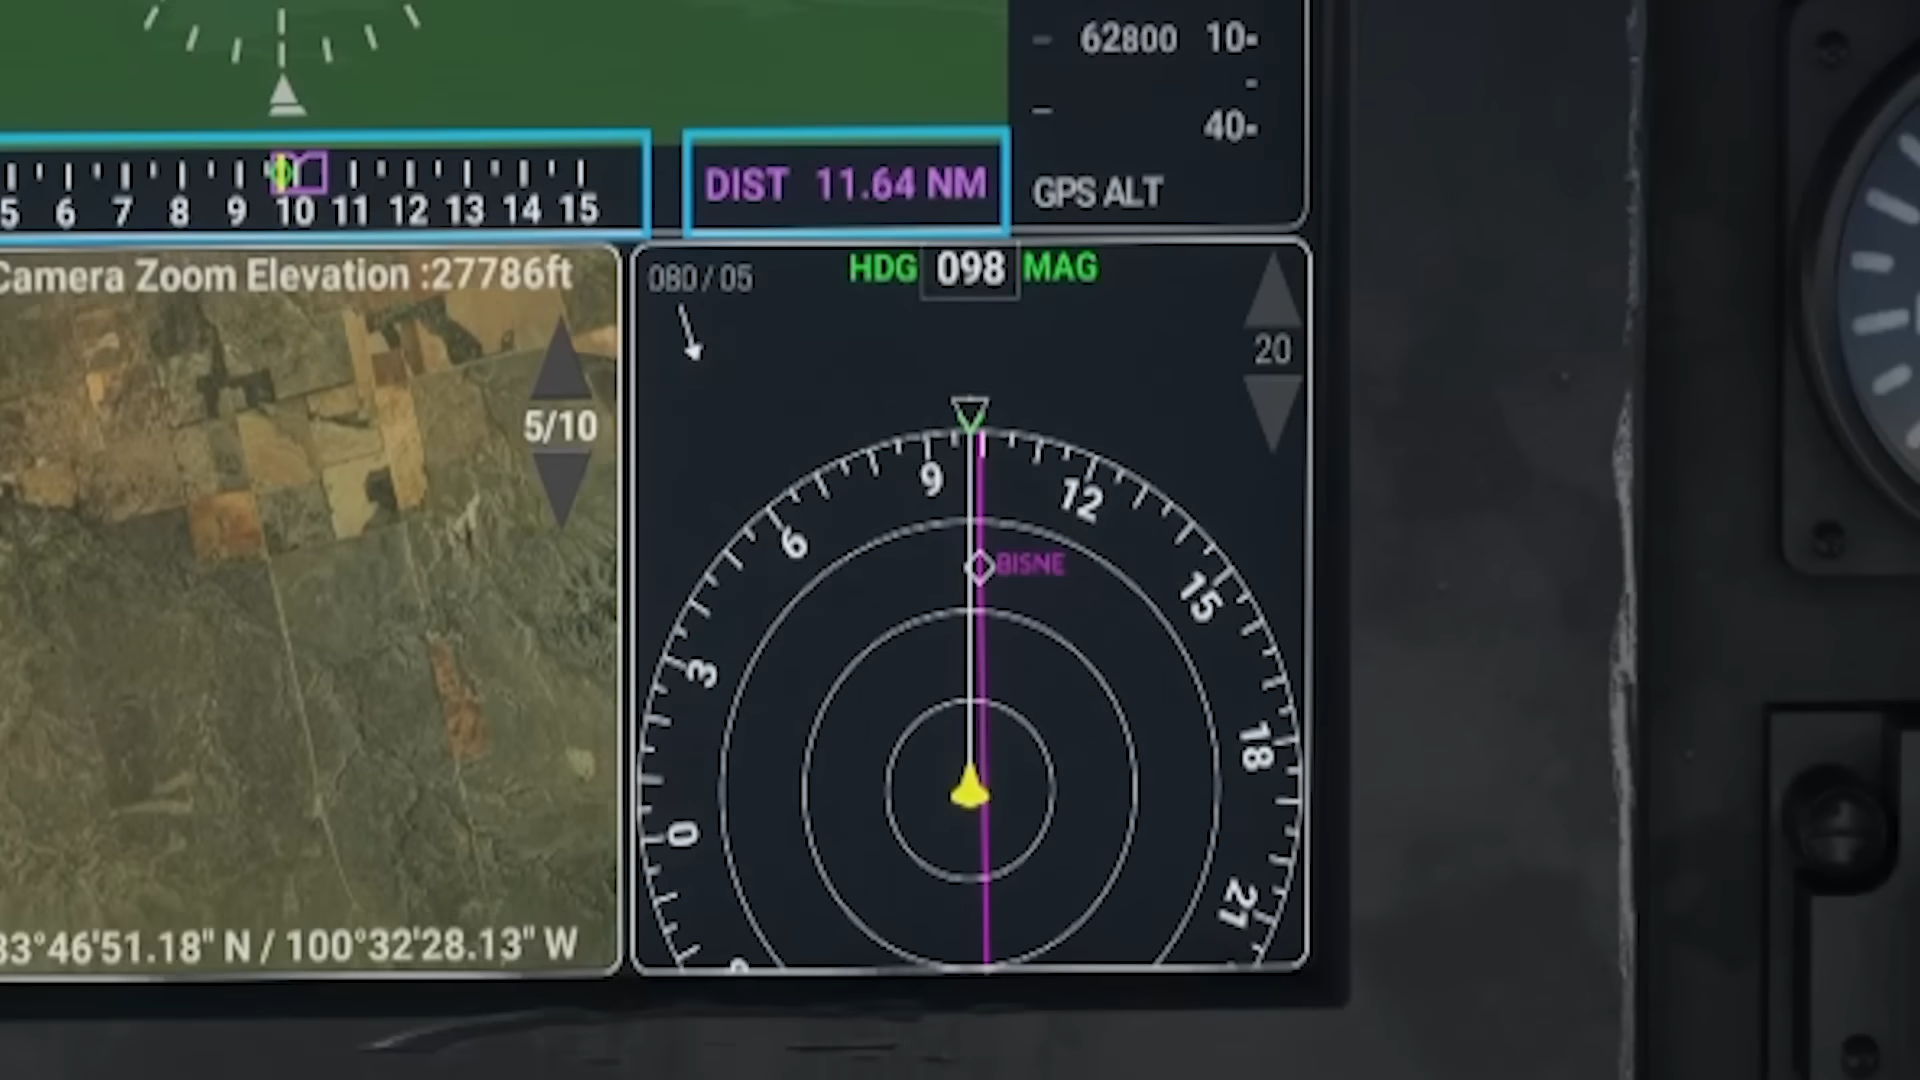 62800 10
40
5 6 7 8 9 10 11 12 13 14 15
DIST 11.64 NM
GPS ALT
Camera Zoom Elevation :27786ft
5/10
33°46'51.18" N / 100°32'28.13" W
080/05
HDG 098 MAG
20
0 3 6 9 12 15 18 21
BISNE